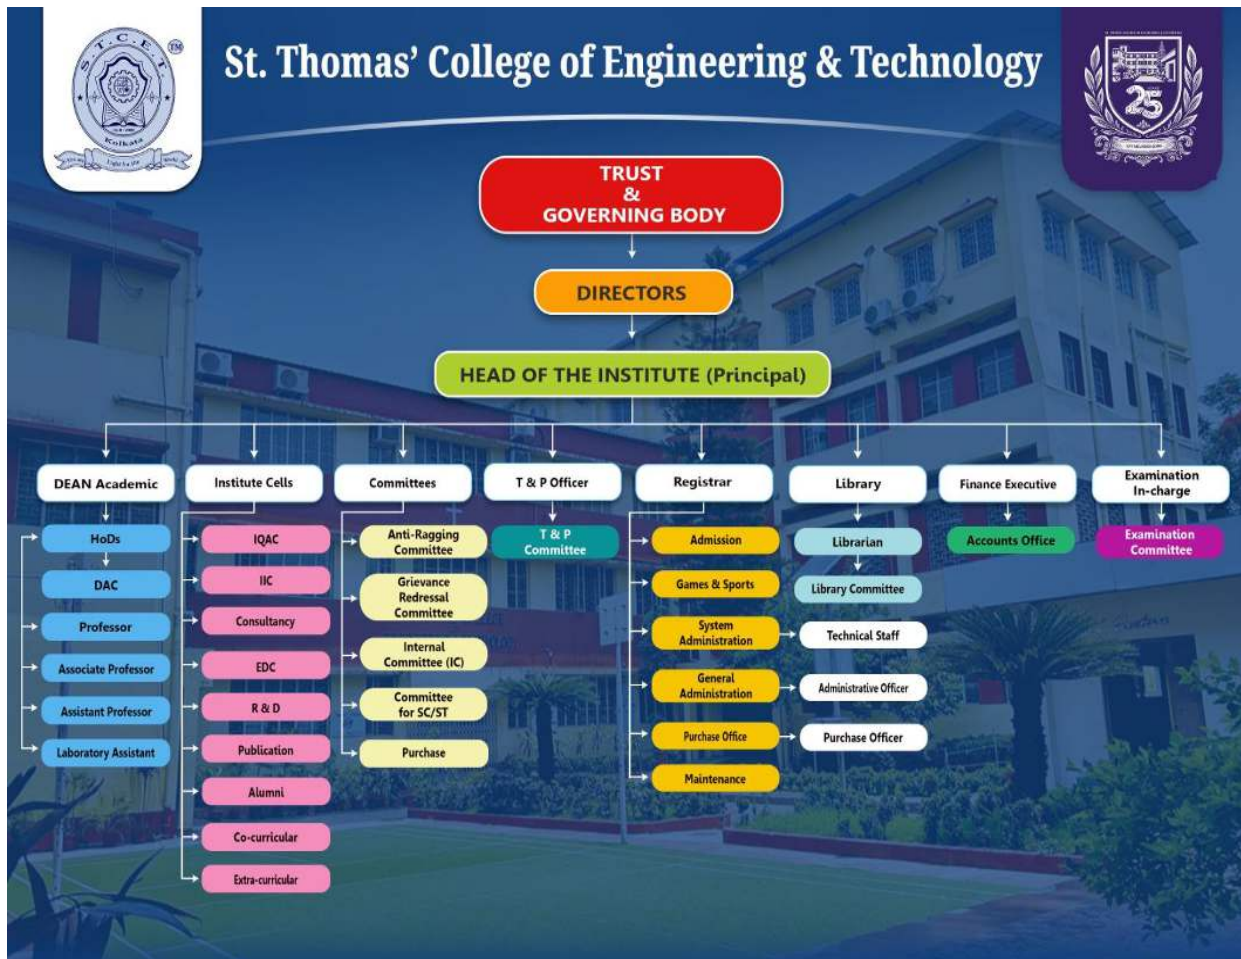 S.T.C.E.T.
TM
Kolkata
St. Thomas' College of Engineering & Technology
25
TRUST
&
GOVERNING BODY
DIRECTORS
HEAD OF THE INSTITUTE (Principal)
DEAN Academic
HoDs
DAC
Professor
Associate Professor
Assistant Professor
Laboratory Assistant
Institute Cells
IQAC
IIC
Consultancy
EDC
R & D
Publication
Alumni
Co-curricular
Extra-curricular
Committees
Anti-Ragging
Committee
Grievance
Redressal
Committee
Internal
Committee (IC)
Committee
for SC/ST
Purchase
T & P Officer
T & P
Committee
Registrar
Admission
Games & Sports
System
Administration
Technical Staff
General
Administration
Administrative Officer
Purchase Office
Purchase Officer
Maintenance
Library
Librarian
Library Committee
Finance Executive
Accounts Office
Examination
In-charge
Examination
Committee